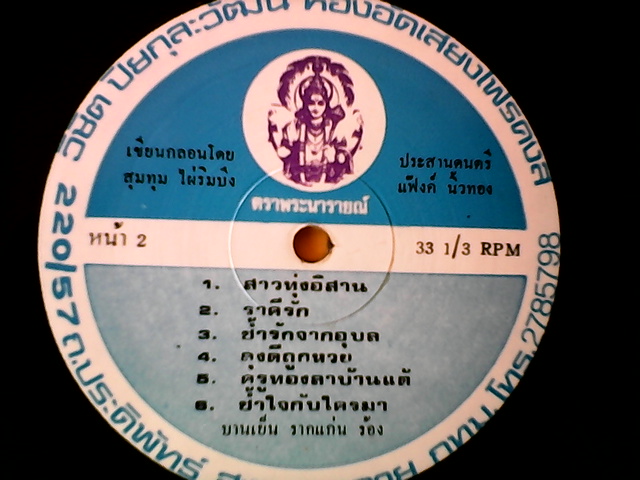 วิชิต ปิยกุละวัฒน์ ห้องอัดเสียงไพรัตน์
เขียนกลอนโดย
สุมทุม ไผ่ริมบึง
ประสานดนตรี
แฟ๊งค์ นิ้วทอง
ตราพระนารายณ์
หน้า 2
33 1/3 RPM
1. สาวทุ่งอิสาน
2. ราตีรัก
3. ช้ำรักจากอุบล
4. ดุงดีถูกหวย
5. ครูทองลาบ้านแต้
6. ช้ำใจกับใครมา
บานเย็น รากแก่น ร้อง
220/57 ถ.ประดิพัทธ์ กทม. โทร.2785798